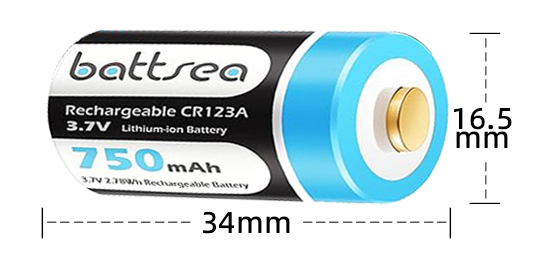 battsea
Rechargeable CR123A
3.7V Lithium-ion Battery
750mAh
3.7V 2.78Wh Rechargeable Battery
16.5
mm
34mm